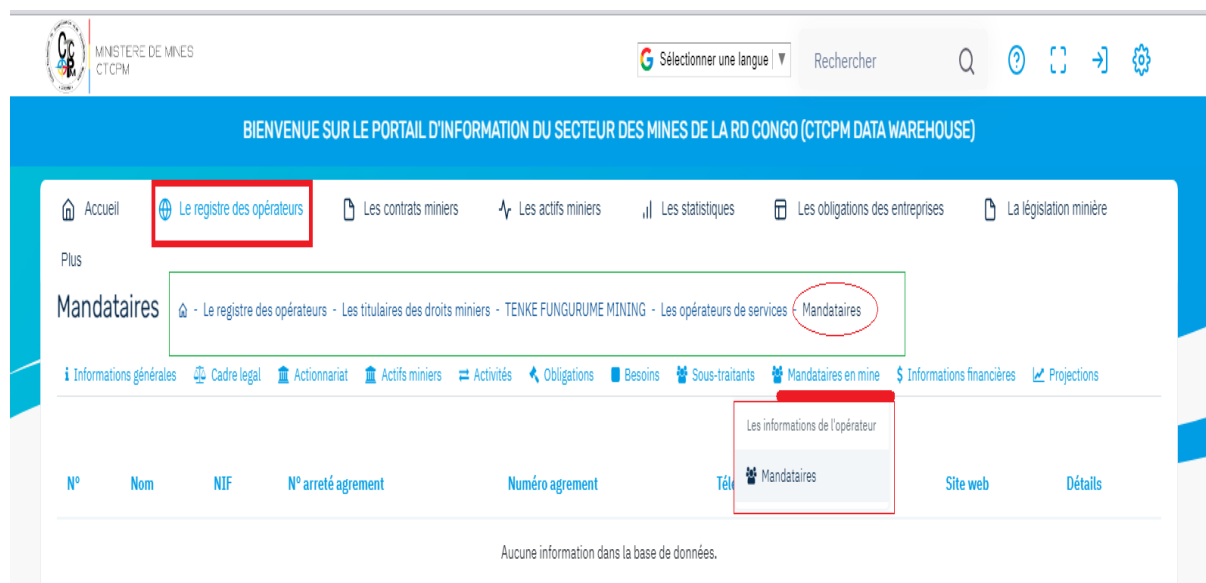 MNISTERE DE MINES
CTCPM
Sélectionner une langue
Rechercher
BIENVENUE SUR LE PORTAIL D'INFORMATION DU SECTEUR DES MINES DE LA RD CONGO (CTCPM DATA WAREHOUSE)
Accueil Le registre des opérateurs Les contrats miniers Les actifs miniers Les statistiques Les obligations des entreprises La législation minière
Plus
Mandataires - Le registre des opérateurs - Les titulaires des droits miniers - TENKE FUNGURUME MINING - Les opérateurs de services - Mandataires
Informations générales Cadre legal Actionnariat Actifs miniers Activités Obligations Besoins Sous-traitants Mandataires en mine $ Informations financières Projections
Les informations de l'opérateur
Mandataires
N° Nom NIF N° arreté agrement Numéro agrement Télé Site web Détails
Aucune information dans la base de données.